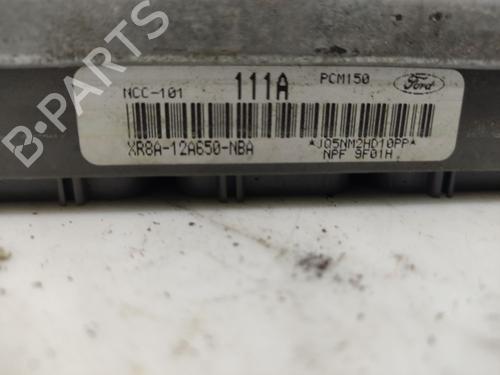 B-PARTS
NCC-101 111A PCM150 Ford
XR8A-12A650-NBA *JQ5NM2HD10PP*
NPF 9F01H